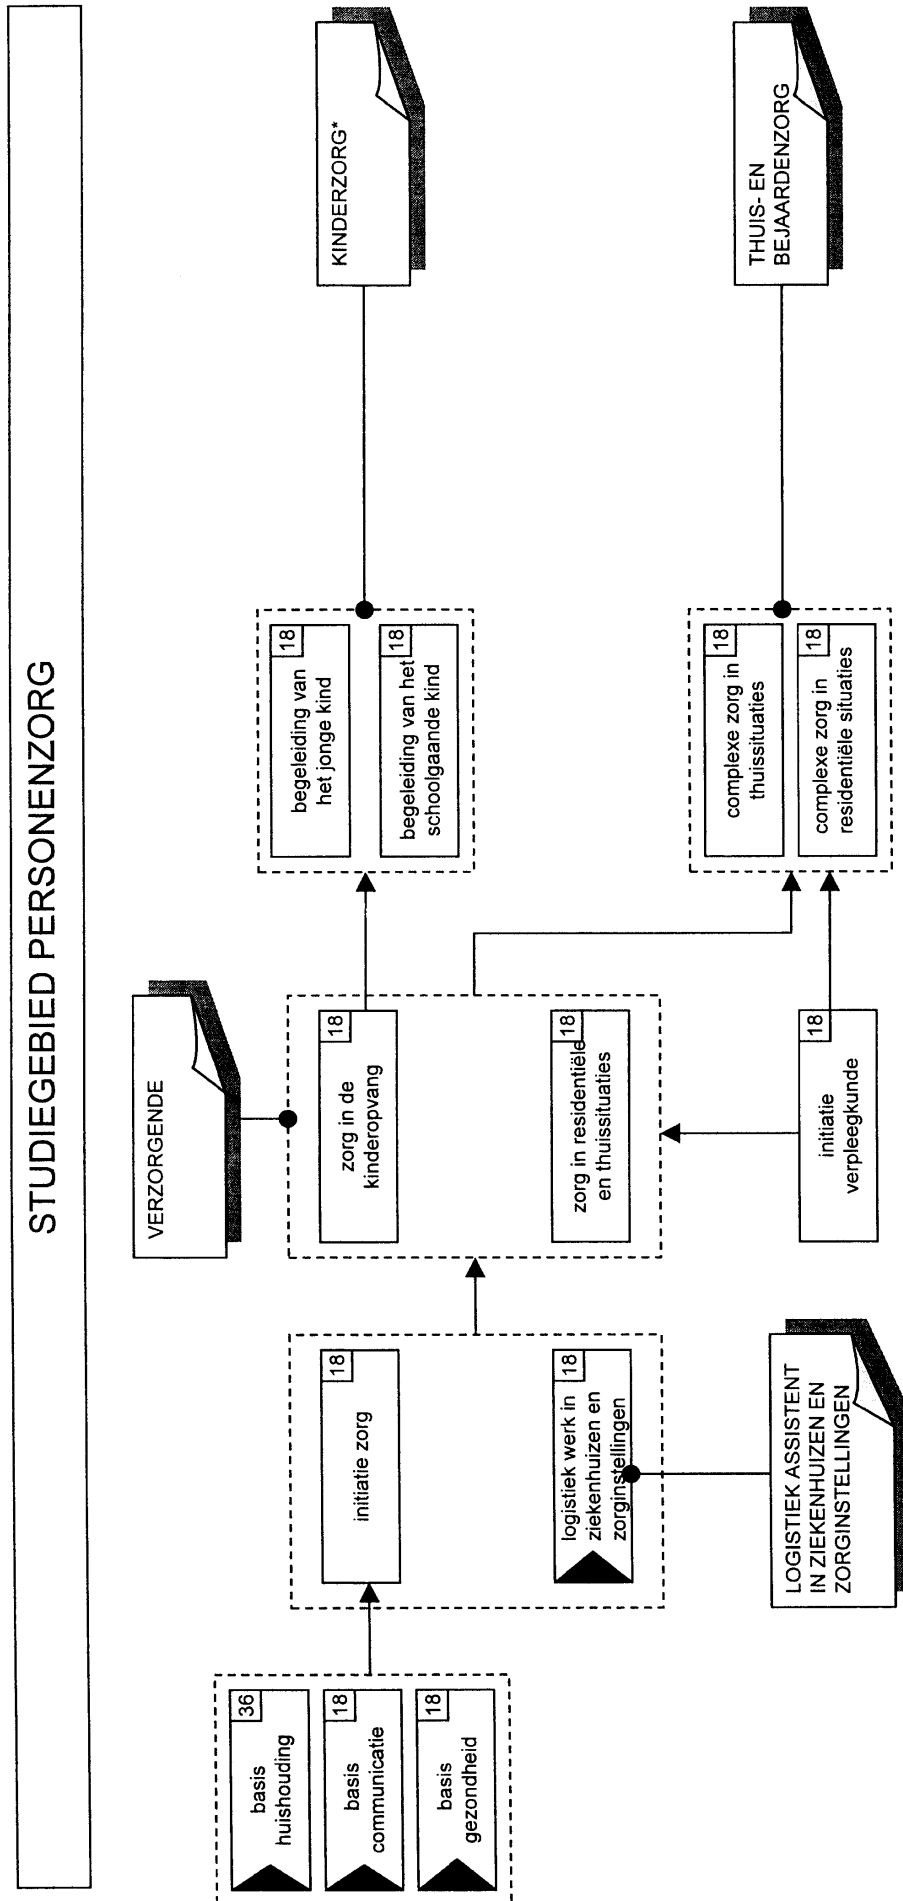 STUDIEGEBIED PERSONENZORG
36
basis
huishouding
18
basis
communicatie
18
basis
gezondheid
18
initiatie zorg
18
logistiek werk in
ziekenhuizen en
zorginstellingen
LOGISTIEK ASSISTENT
IN ZIEKENHUIZEN EN
ZORGINSTELLINGEN
VERZORGENDE
18
zorg in de
kinderopvang
18
zorg in residentiële
en thuissituaties
18
initiatie
verpleegkunde
18
begeleiding van
het jonge kind
18
begeleiding van het
schoolgaande kind
18
complexe zorg in
thuissituaties
18
complexe zorg in
residentiële situaties
KINDERZORG*
THUIS- EN
BEJAARDENZORG